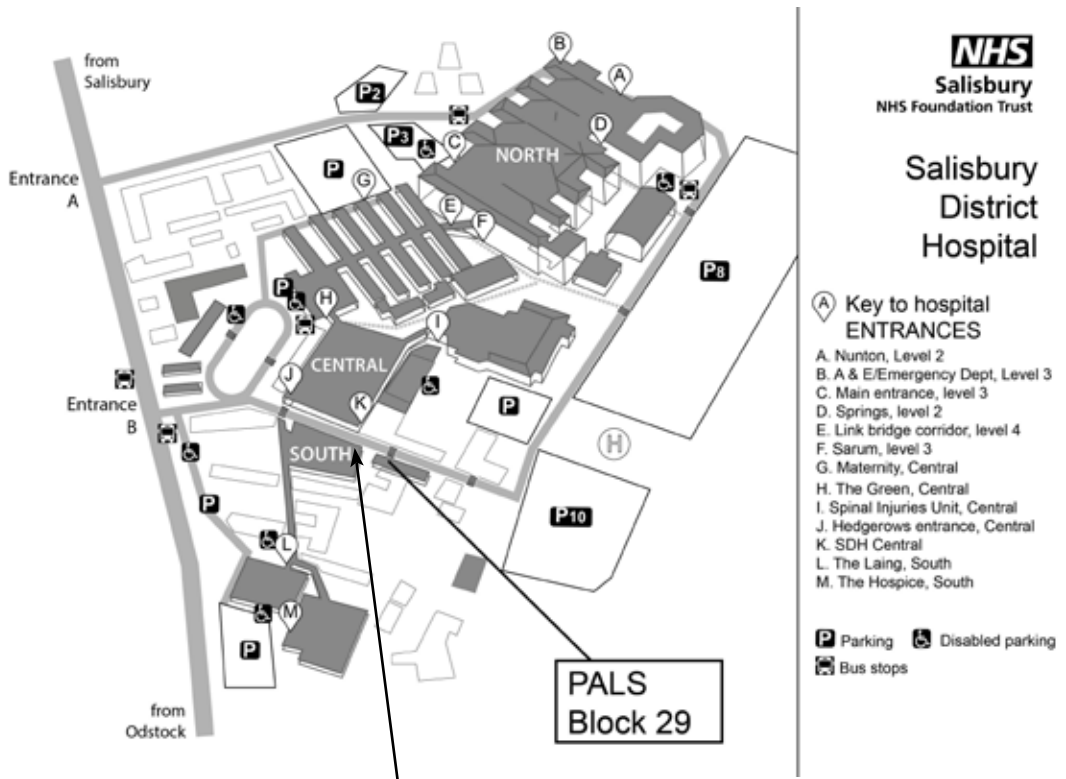 from
Salisbury
Entrance
A
Entrance
B
from
Odstock
B
A
P2
P3
C
D
NORTH
P
G
E
F
P8
P
H
I
CENTRAL
J
K
P
H
SOUTH
P
P10
L
M
P
PALS
Block 29
NHS
Salisbury
NHS Foundation Trust
Salisbury
District
Hospital
A Key to hospital
ENTRANCES
A. Nunton, Level 2
B. A & E/Emergency Dept, Level 3
C. Main entrance, level 3
D. Springs, level 2
E. Link bridge corridor, level 4
F. Sarum, level 3
G. Maternity, Central
H. The Green, Central
I. Spinal Injuries Unit, Central
J. Hedgerows entrance, Central
K. SDH Central
L. The Laing, South
M. The Hospice, South
P Parking Disabled parking
Bus stops